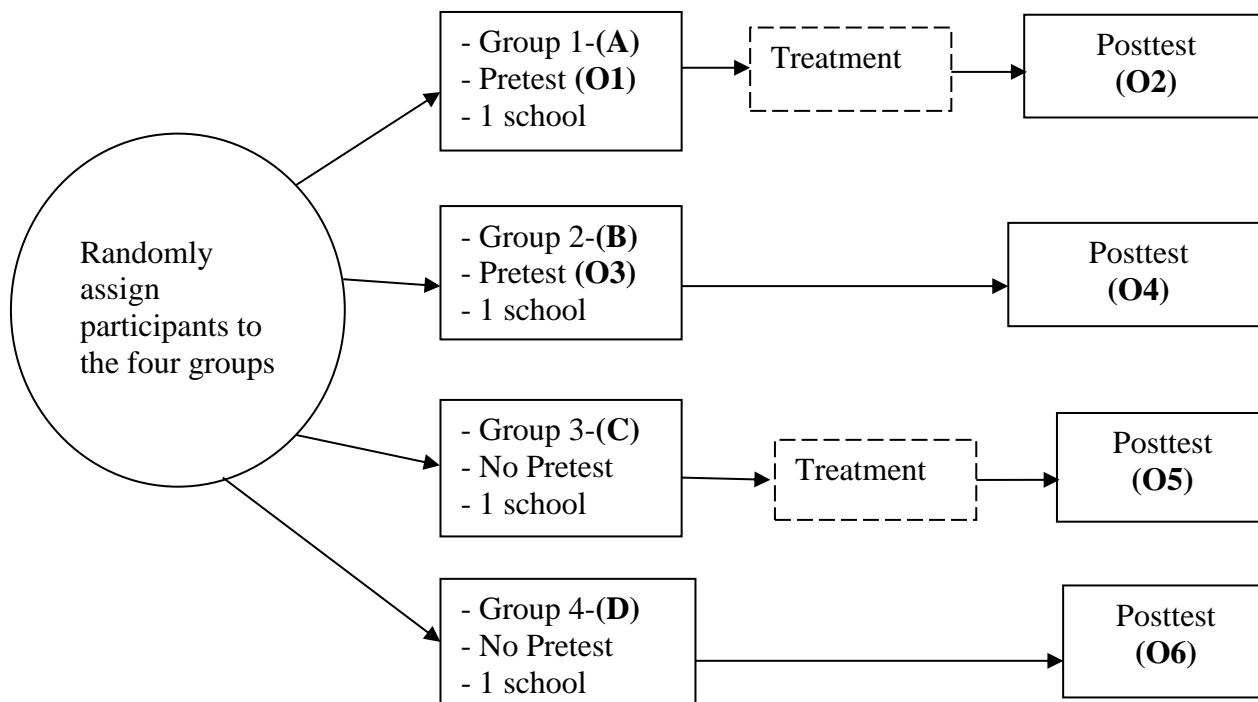 Randomly
assign
participants to
the four groups
- Group 1-(A)
- Pretest (O1)
- 1 school
Treatment
Posttest
(O2)
- Group 2-(B)
- Pretest (O3)
- 1 school
Posttest
(O4)
- Group 3-(C)
- No Pretest
- 1 school
Treatment
Posttest
(O5)
- Group 4-(D)
- No Pretest
- 1 school
Posttest
(O6)